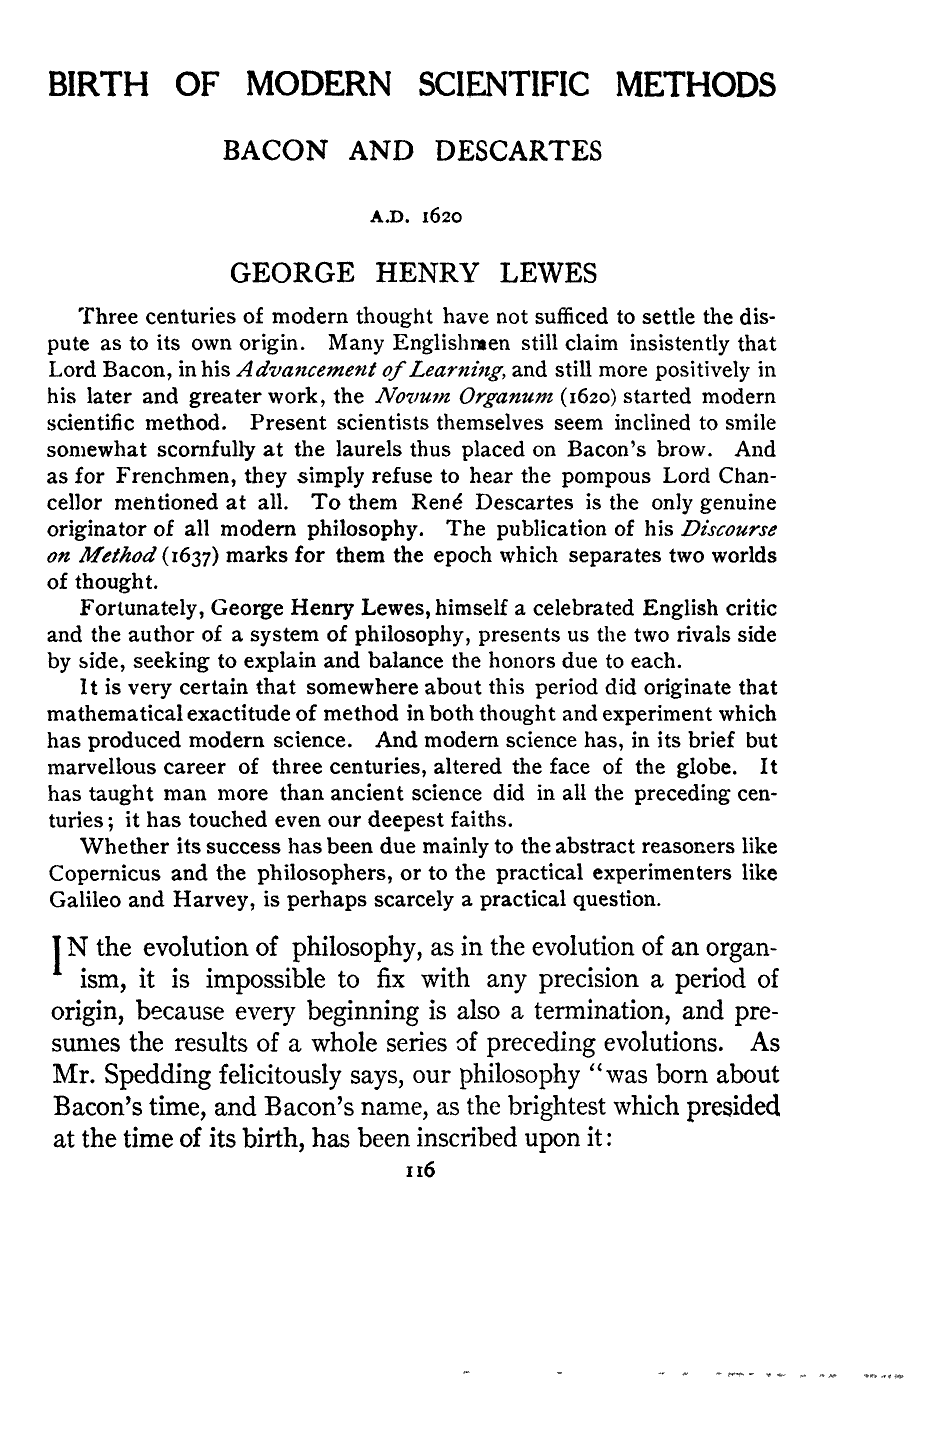 BIRTH OF MODERN SCIENTIFIC METHODS
BACON AND DESCARTES
A.D. 1620
GEORGE HENRY LEWES
Three centuries of modern thought have not sufficed to settle the dis-
pute as to its own origin. Many Englishmen still claim insistently that
Lord Bacon, in his Advancement of Learning, and still more positively in
his later and greater work, the Novum Organum (1620) started modern
scientific method. Present scientists themselves seem inclined to smile
somewhat scornfully at the laurels thus placed on Bacon's brow. And
as for Frenchmen, they simply refuse to hear the pompous Lord Chan-
cellor mentioned at all. To them René Descartes is the only genuine
originator of all modern philosophy. The publication of his Discourse
on Method (1637) marks for them the epoch which separates two worlds
of thought.
Fortunately, George Henry Lewes, himself a celebrated English critic
and the author of a system of philosophy, presents us the two rivals side
by side, seeking to explain and balance the honors due to each.
It is very certain that somewhere about this period did originate that
mathematical exactitude of method in both thought and experiment which
has produced modern science. And modern science has, in its brief but
marvellous career of three centuries, altered the face of the globe. It
has taught man more than ancient science did in all the preceding cen-
turies; it has touched even our deepest faiths.
Whether its success has been due mainly to the abstract reasoners like
Copernicus and the philosophers, or to the practical experimenters like
Galileo and Harvey, is perhaps scarcely a practical question.
IN the evolution of philosophy, as in the evolution of an organ-
ism, it is impossible to fix with any precision a period of
origin, because every beginning is also a termination, and pre-
sumes the results of a whole series of preceding evolutions. As
Mr. Spedding felicitously says, our philosophy "was born about
Bacon's time, and Bacon's name, as the brightest which presided
at the time of its birth, has been inscribed upon it:
116